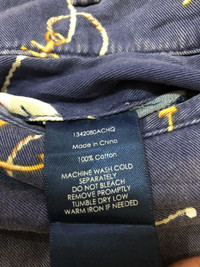 134208OACHQ
Made in China
100% Cotton
MACHINE WASH COLD
SEPARATELY
DO NOT BLEACH
REMOVE PROMPTLY
TUMBLE DRY LOW
WARM IRON IF NEEDED